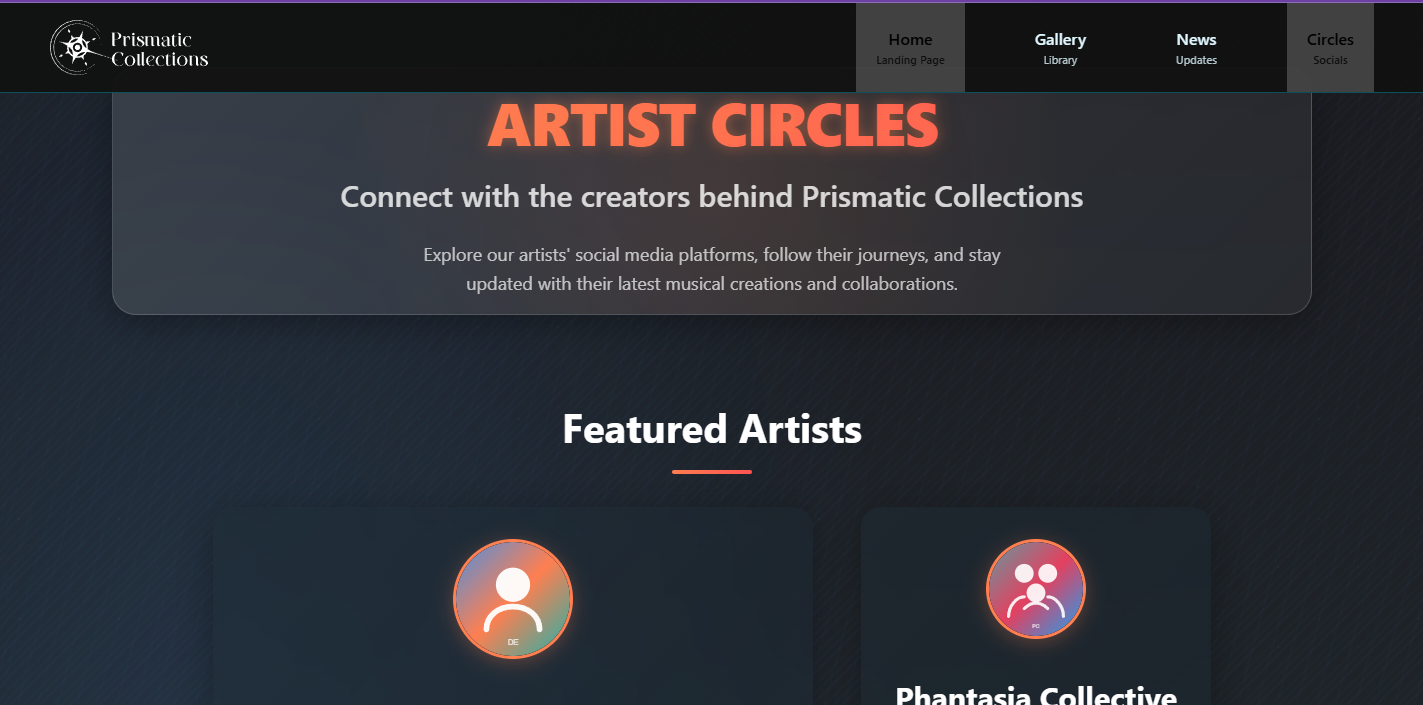 Prismatic
Collections
Home
Landing Page
Gallery
Library
News
Updates
Circles
Socials
ARTIST CIRCLES
Connect with the creators behind Prismatic Collections
Explore our artists' social media platforms, follow their journeys, and stay
updated with their latest musical creations and collaborations.
Featured Artists
DE
PC
Phantasia Collective